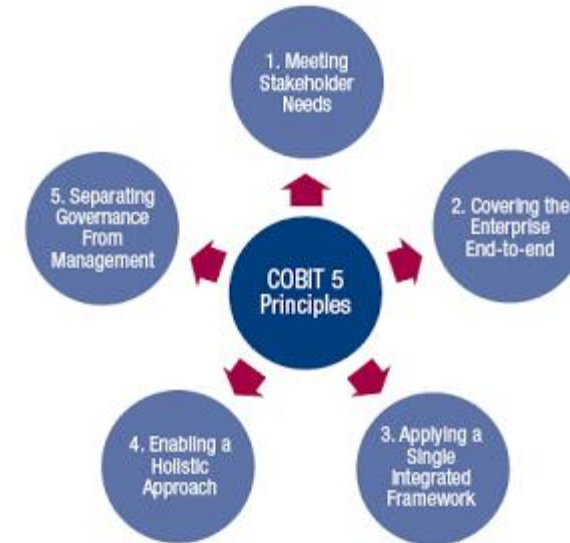 1. Meeting
Stakeholder
Needs
5. Separating
Governance
From
Management
2. Covering the
Enterprise
End-to-end
COBIT 5
Principles
4. Enabling a
Holistic
Approach
3. Applying a
Single
Integrated
Framework